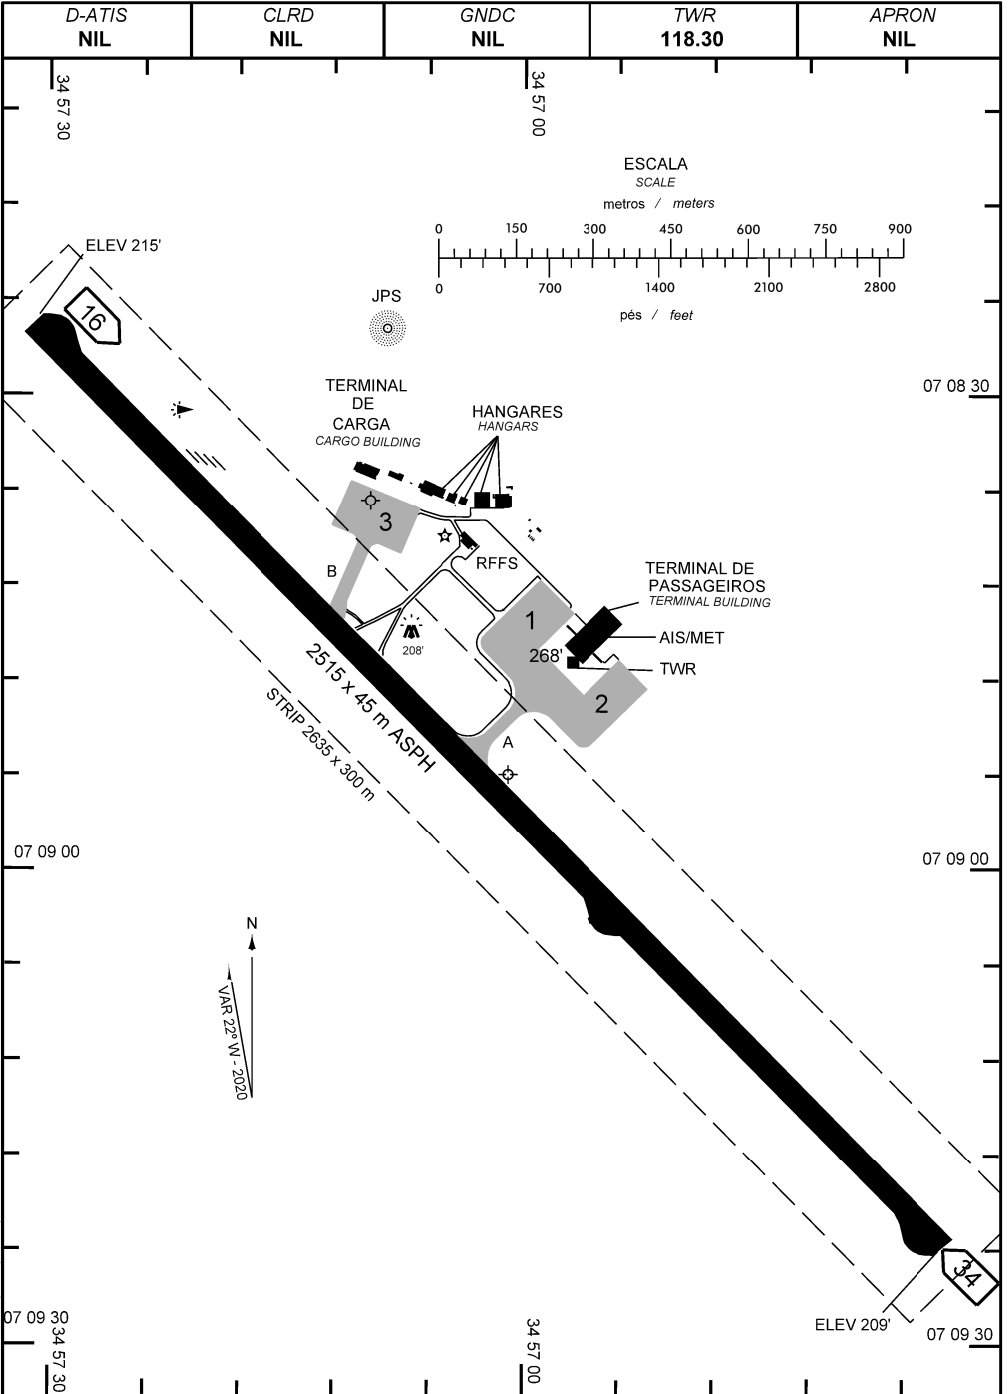 D-ATIS
NIL
CLRD
NIL
GNDC
NIL
TWR
118.30
APRON
NIL
34 57 30
34 57 00
ESCALA
SCALE
metros / meters
0 150 300 450 600 750 900
0 700 1400 2100 2800
pés / feet
ELEV 215'
16
JPS
07 08 30
TERMINAL
DE
CARGA
CARGO BUILDING
HANGARES
HANGARS
3
B
RFFS
TERMINAL DE
PASSAGEIROS
TERMINAL BUILDING
1
AIS/MET
268'
TWR
208'
2
2515 x 45 m ASPH
STRIP 2635 x 300 m
A
07 09 00
07 09 00
N
VAR 22° W - 2020
34
ELEV 209'
07 09 30
07 09 30
34 57 30
34 57 00